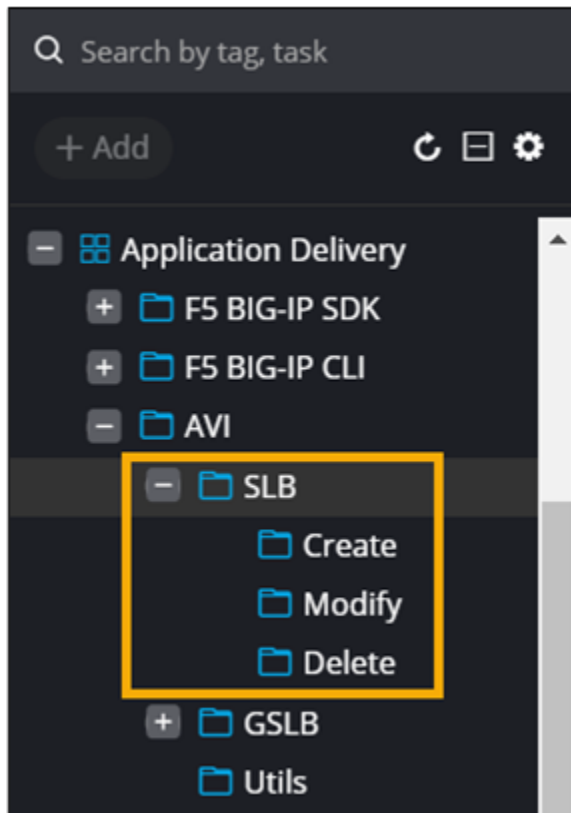 Search by tag, task
+ Add
Application Delivery
F5 BIG-IP SDK
F5 BIG-IP CLI
AVI
SLB
Create
Modify
Delete
GSLB
Utils